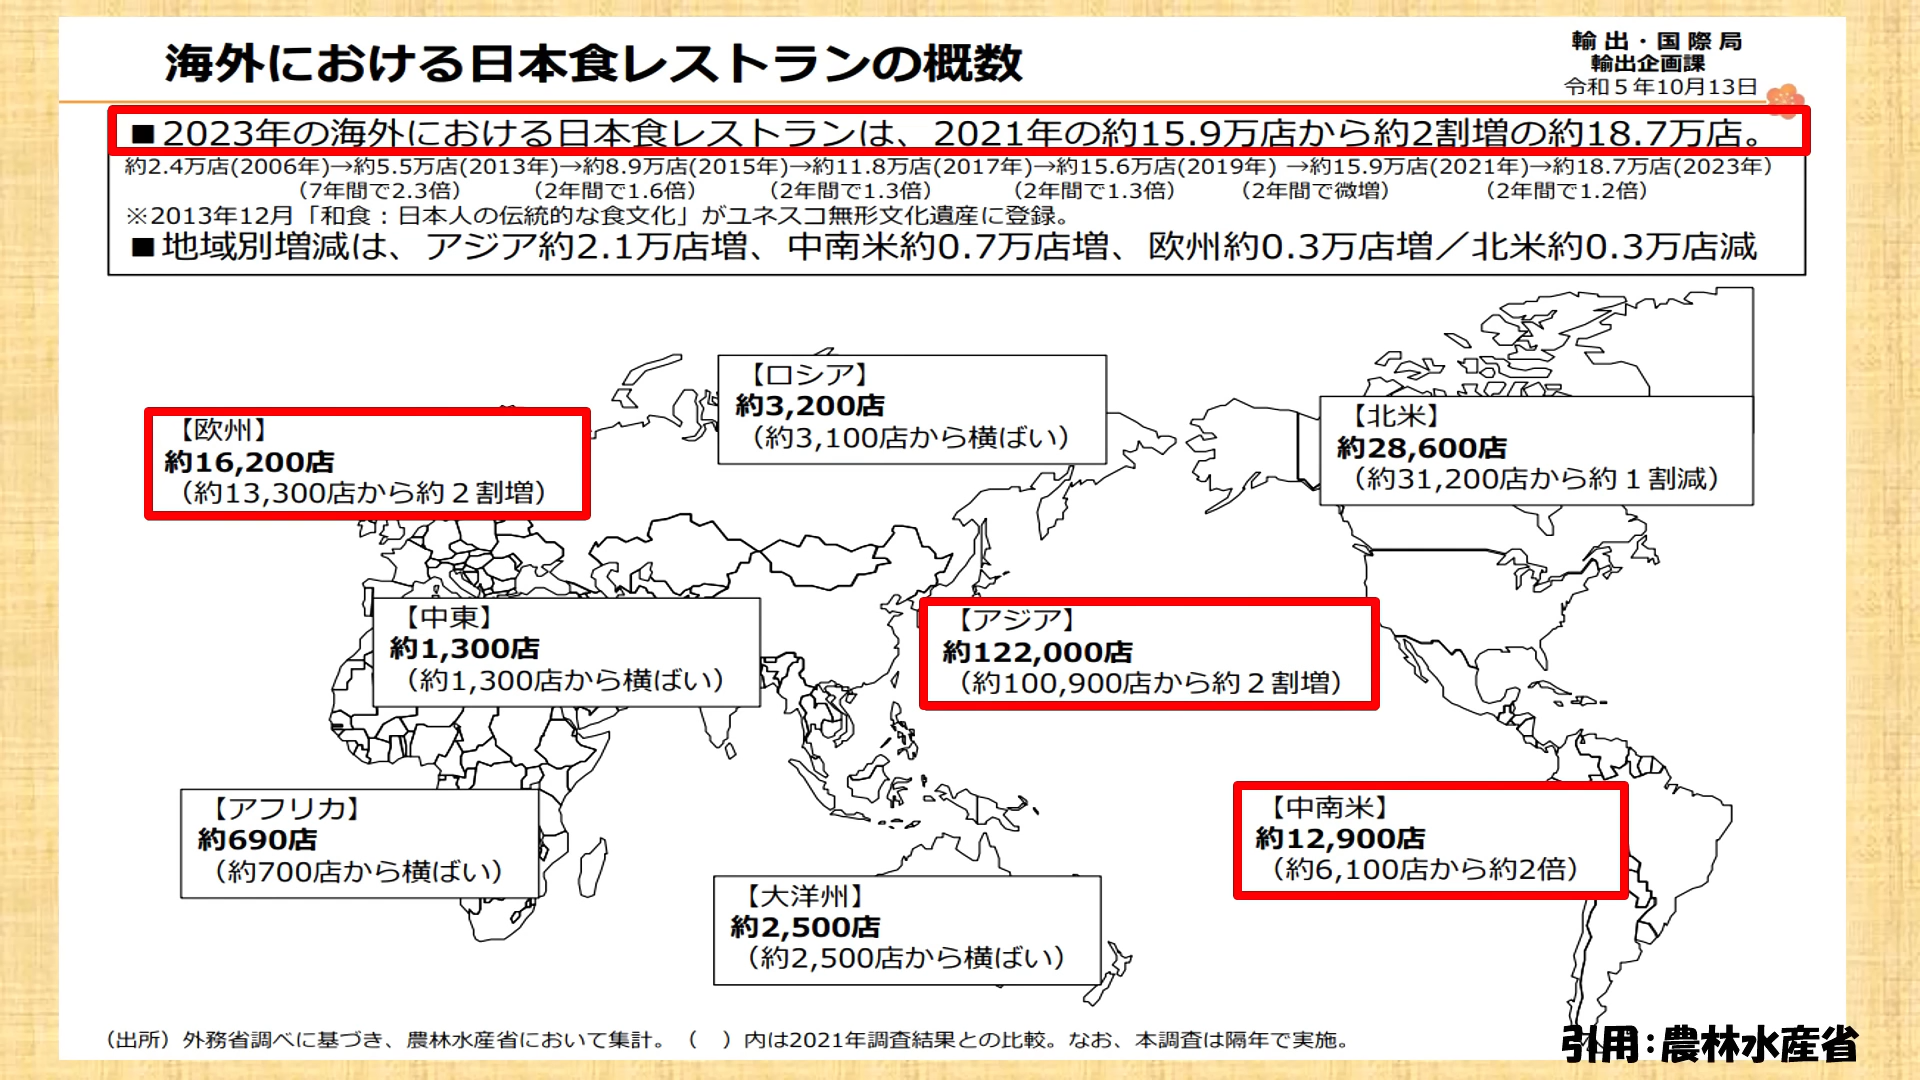 海外における日本食レストランの概数
輸出・国際局
輸出企画課
令和５年10月13日
■2023年の海外における日本食レストランは、2021年の約15.9万店から約2割増の約18.7万店。
約2.4万店(2006年)→約5.5万店(2013年)→約8.9万店(2015年)→約11.8万店(2017年)→約15.6万店(2019年) →約15.9万店(2021年)→約18.7万店(2023年)
（7年間で2.3倍）　（2年間で1.6倍）　（2年間で1.3倍）　（2年間で1.3倍）　（2年間で微増）　（2年間で1.2倍）
※2013年12月「和食：日本人の伝統的な食文化」がユネスコ無形文化遺産に登録。
■地域別増減は、アジア約2.1万店増、中南米約0.7万店増、欧州約0.3万店増／北米約0.3万店減
【ロシア】
約3,200店
（約3,100店から横ばい）
【欧州】
約16,200店
（約13,300店から約２割増）
【北米】
約28,600店
（約31,200店から約１割減）
【中東】
約1,300店
（約1,300店から横ばい）
【アジア】
約122,000店
（約100,900店から約２割増）
【アフリカ】
約690店
（約700店から横ばい）
【中南米】
約12,900店
（約6,100店から約2倍）
【大洋州】
約2,500店
（約2,500店から横ばい）
（出所）外務省調べに基づき、農林水産省において集計。（　）内は2021年調査結果との比較。なお、本調査は隔年で実施。
引用：農林水産省